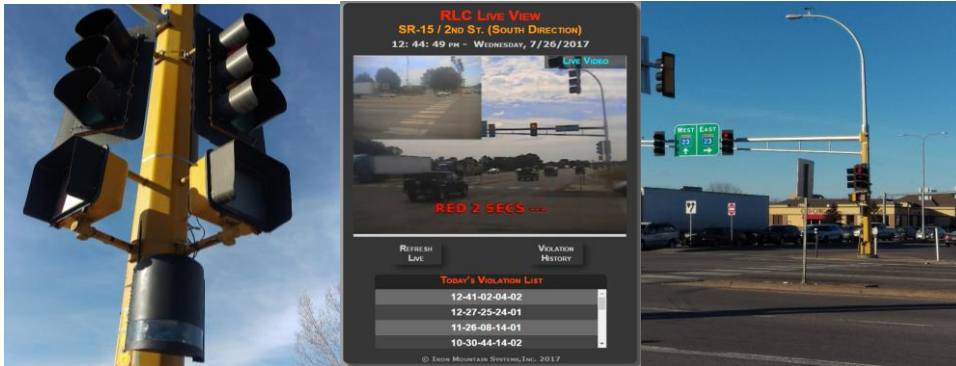 RLC Live View
SR-15 / 2nd St. (South Direction)
12: 44: 49 pm - Wednesday, 7/26/2017
Live Video
RED 2 SECS ---
Refresh
Live
Violation
History
Today's Violation List
12-41-02-04-02
12-27-25-24-01
11-26-08-14-01
10-30-44-14-02
© Iron Mountain Systems,Inc. 2017
WEST EAST
23 23